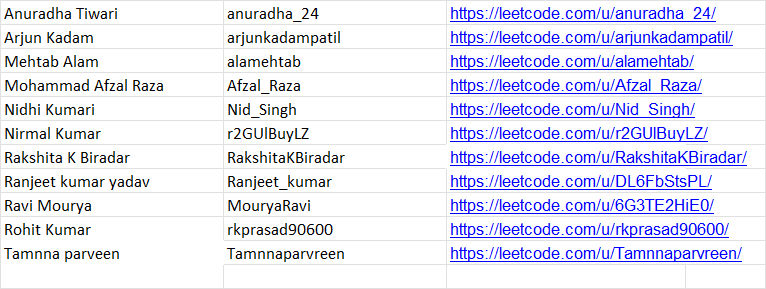 Anuradha Tiwari anuradha_24 https://leetcode.com/u/anuradha_24/
Arjun Kadam arjunkadampatil https://leetcode.com/u/arjunkadampatil/
Mehtab Alam alamehtab https://leetcode.com/u/alamehtab/
Mohammad Afzal Raza Afzal_Raza https://leetcode.com/u/Afzal_Raza/
Nidhi Kumari Nid_Singh https://leetcode.com/u/Nid_Singh/
Nirmal Kumar r2GUlBuyLZ https://leetcode.com/u/r2GUlBuyLZ/
Rakshita K Biradar RakshitaKBiradar https://leetcode.com/u/RakshitaKBiradar/
Ranjeet kumar yadav Ranjeet_kumar https://leetcode.com/u/DL6FbStsPL/
Ravi Mourya MouryaRavi https://leetcode.com/u/6G3TE2HiE0/
Rohit Kumar rkprasad90600 https://leetcode.com/u/rkprasad90600/
Tamnna parveen Tamnnaparvreen https://leetcode.com/u/Tamnnaparvreen/